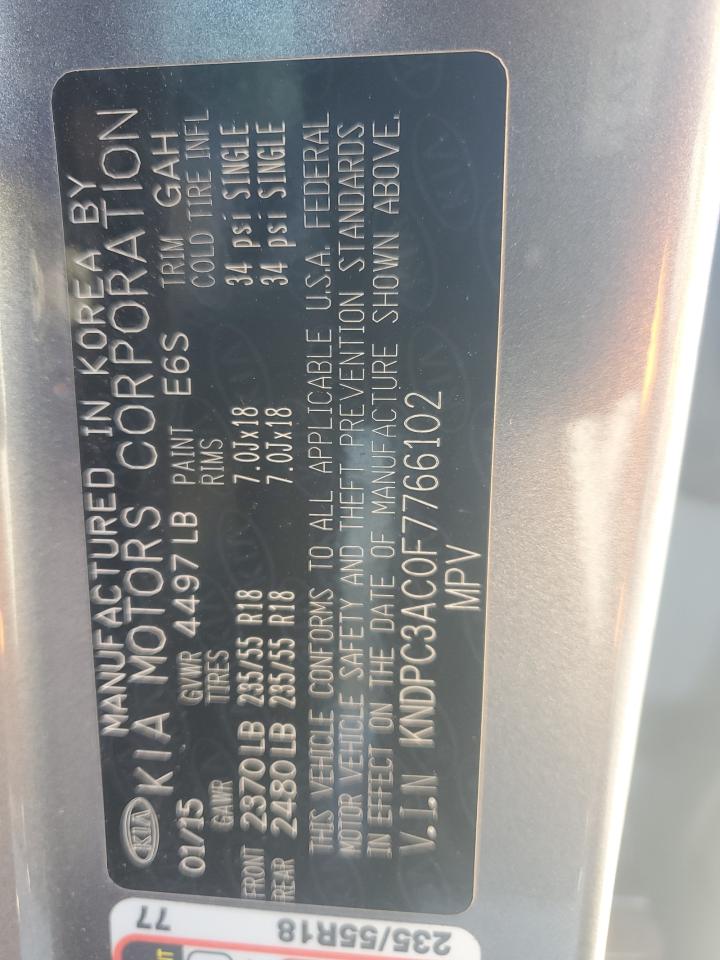 MANUFACTURED IN KOREA BY
KIA KIA MOTORS CORPORATION
01/15 GVWR 4497 LB PAINT E6S TRIM GAH
GAWR TIRES RIMS COLD TIRE INFL
FRONT 2370 LB 235/55 R18 7.0Jx18 34 psi SINGLE
REAR 2480 LB 235/55 R18 7.0Jx18 34 psi SINGLE
THIS VEHICLE CONFORMS TO ALL APPLICABLE U.S.A. FEDERAL
MOTOR VEHICLE SAFETY AND THEFT PREVENTION STANDARDS
IN EFFECT ON THE DATE OF MANUFACTURE SHOWN ABOVE.
V.I.N KNDPC3AC0F7766102
MPV
235/55R18
77